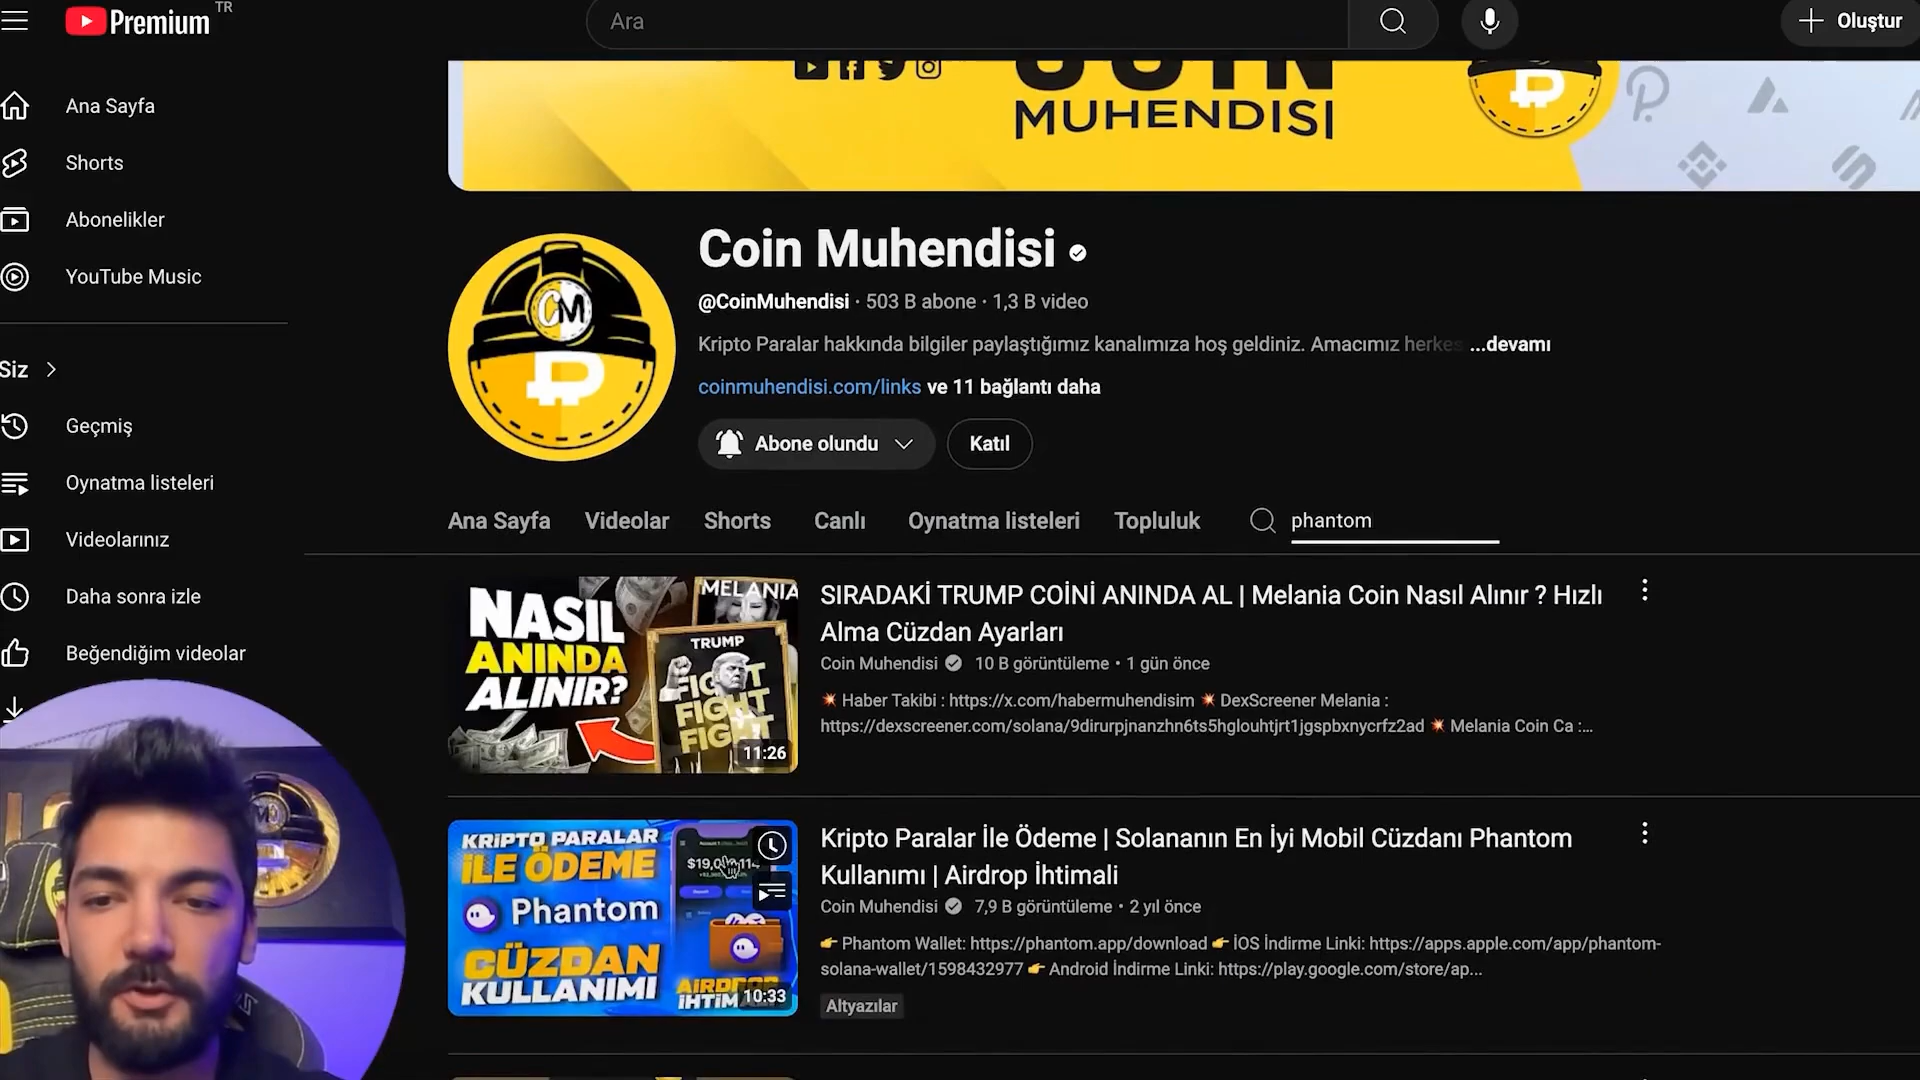 Premium TR
Ara
Oluştur
Ana Sayfa
Shorts
Abonelikler
YouTube Music
Siz
Geçmiş
Oynatma listeleri
Videolarınız
Daha sonra izle
Beğendiğim videolar
COIN
MUHENDISI
CM
Coin Muhendisi
@CoinMuhendisi · 503 B abone · 1,3 B video
Kripto Paralar hakkında bilgiler paylaştığımız kanalımıza hoş geldiniz. Amacımız herkes ...devamı
coinmuhendisi.com/links ve 11 bağlantı daha
Abone olundu
Katıl
Ana Sayfa Videolar Shorts Canlı Oynatma listeleri Topluluk phantom
NASIL
ANINDA
ALINIR?
MELANIA
TRUMP
FIGHT
FIGHT
FIGHT
11:26
SIRADAKİ TRUMP COİNİ ANINDA AL | Melania Coin Nasıl Alınır ? Hızlı
Alma Cüzdan Ayarları
Coin Muhendisi 10 B görüntüleme • 1 gün önce
💥 Haber Takibi : https://x.com/habermuhendisim 💥 DexScreener Melania :
https://dexscreener.com/solana/9dirurpjnanzhn6ts5hglouhtjrt1jgspbxnycrfz2ad 💥 Melania Coin Ca :...
KRİPTO PARALAR
İLE ÖDEME
Phantom
CÜZDAN
KULLANIMI
AİRDROP
İHTİM
10:33
Kripto Paralar İle Ödeme | Solananın En İyi Mobil Cüzdanı Phantom
Kullanımı | Airdrop İhtimali
Coin Muhendisi 7,9 B görüntüleme • 2 yıl önce
👉 Phantom Wallet: https://phantom.app/download 👉 İOS İndirme Linki: https://apps.apple.com/app/phantom-
solana-wallet/1598432977 👉 Android İndirme Linki: https://play.google.com/store/ap...
Altyazılar